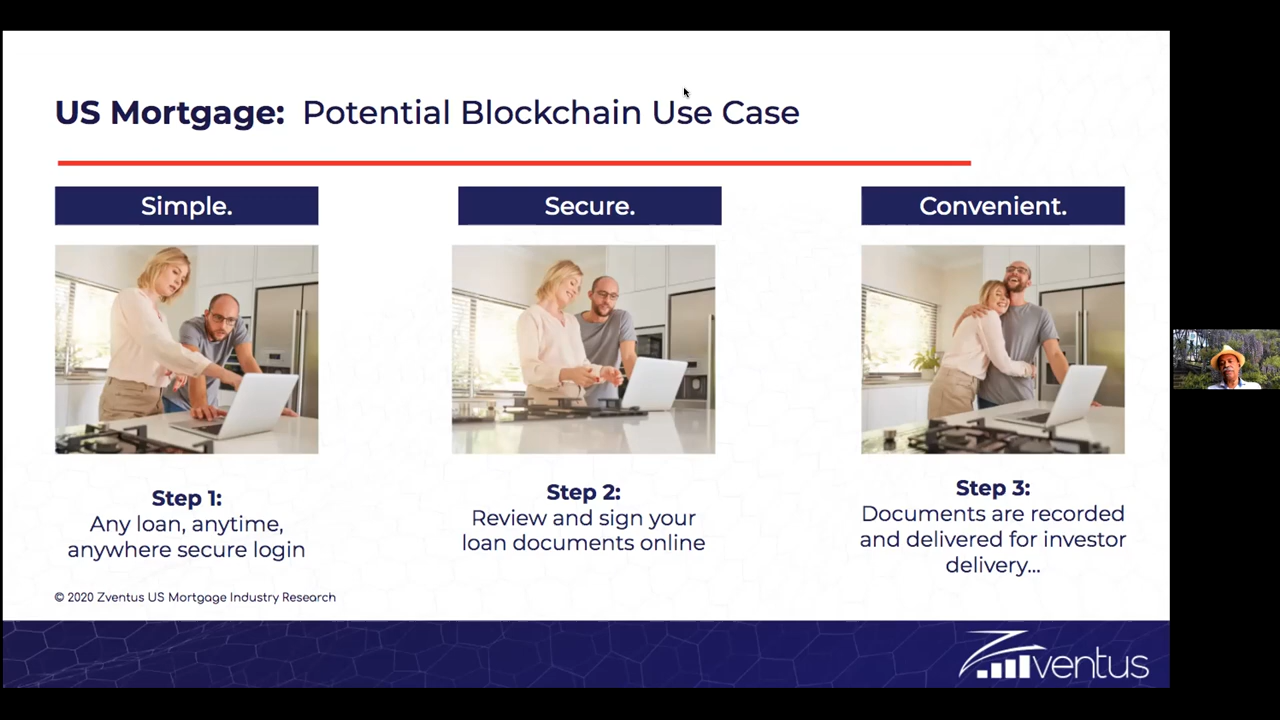 US Mortgage: Potential Blockchain Use Case
Simple.
Secure.
Convenient.
Step 1:
Any loan, anytime,
anywhere secure login
Step 2:
Review and sign your
loan documents online
Step 3:
Documents are recorded
and delivered for investor
delivery...
© 2020 Zventus US Mortgage Industry Research
Zventus